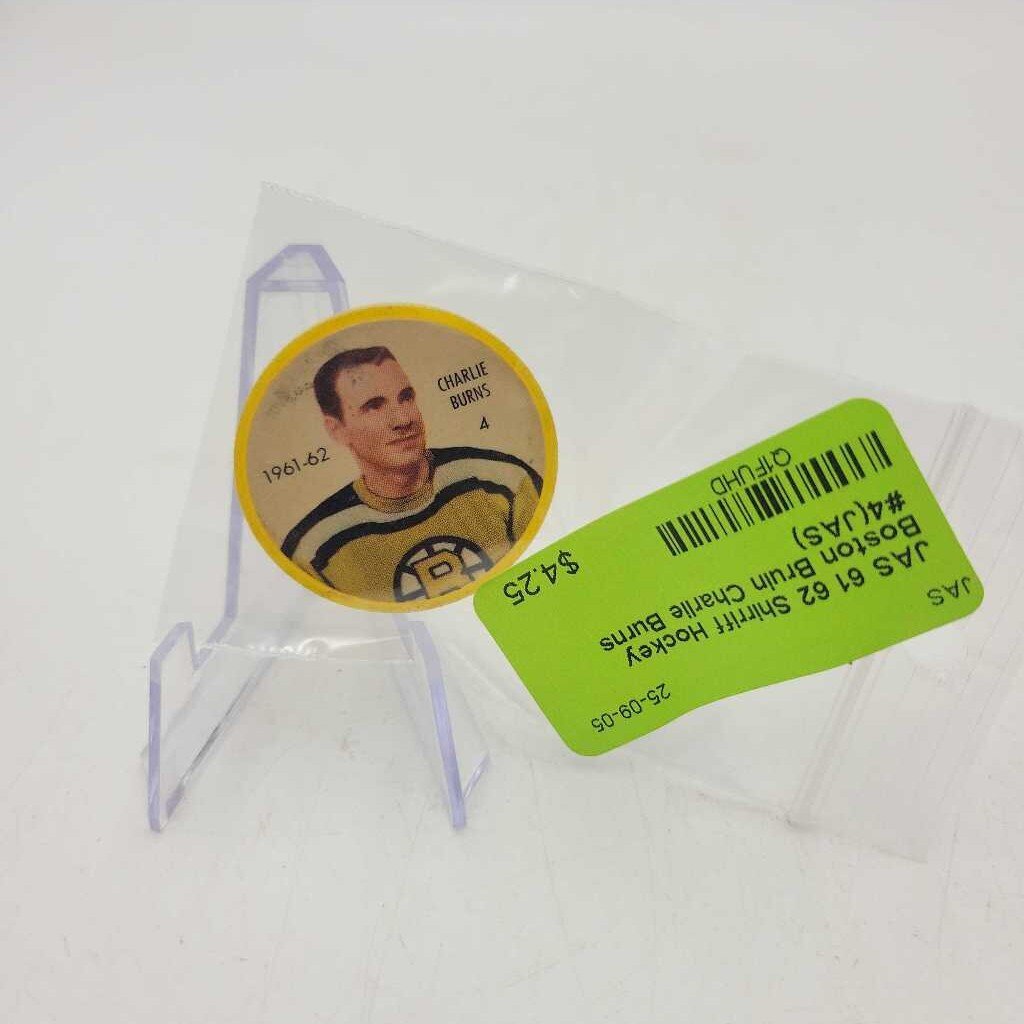 CHARLIE
BURNS
4
1961-62
B
JAS
25-09-05
JAS 61 62 Shirriff Hockey
Boston Bruin Charlie Burns
#4(JAS)
$4.25
Q1FUHD